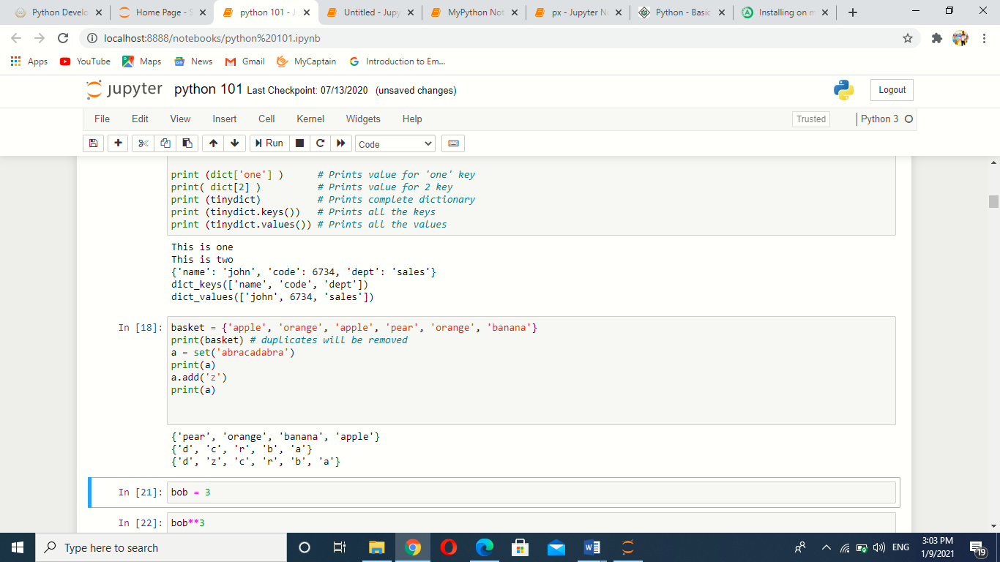 Python Develo
Home Page - S
python 101 - J
Untitled - Jupy
MyPython Not
px - Jupyter No
Python - Basic
Installing on m
localhost:8888/notebooks/python%20101.ipynb
Apps YouTube Maps News Gmail MyCaptain Introduction to Em...
jupyter python 101 Last Checkpoint: 07/13/2020 (unsaved changes) Logout
File Edit View Insert Cell Kernel Widgets Help Trusted Python 3
Run Code
print (dict['one'] ) # Prints value for 'one' key
print( dict[2] ) # Prints value for 2 key
print (tinydict) # Prints complete dictionary
print (tinydict.keys()) # Prints all the keys
print (tinydict.values()) # Prints all the values
This is one
This is two
{'name': 'john', 'code': 6734, 'dept': 'sales'}
dict_keys(['name', 'code', 'dept'])
dict_values(['john', 6734, 'sales'])
In [18]: basket = {'apple', 'orange', 'apple', 'pear', 'orange', 'banana'}
print(basket) # duplicates will be removed
a = set('abracadabra')
print(a)
a.add('z')
print(a)
{'pear', 'orange', 'banana', 'apple'}
{'d', 'c', 'r', 'b', 'a'}
{'d', 'z', 'c', 'r', 'b', 'a'}
In [21]: bob = 3
In [22]: bob**3
Type here to search
ENG
3:03 PM
1/9/2021
19